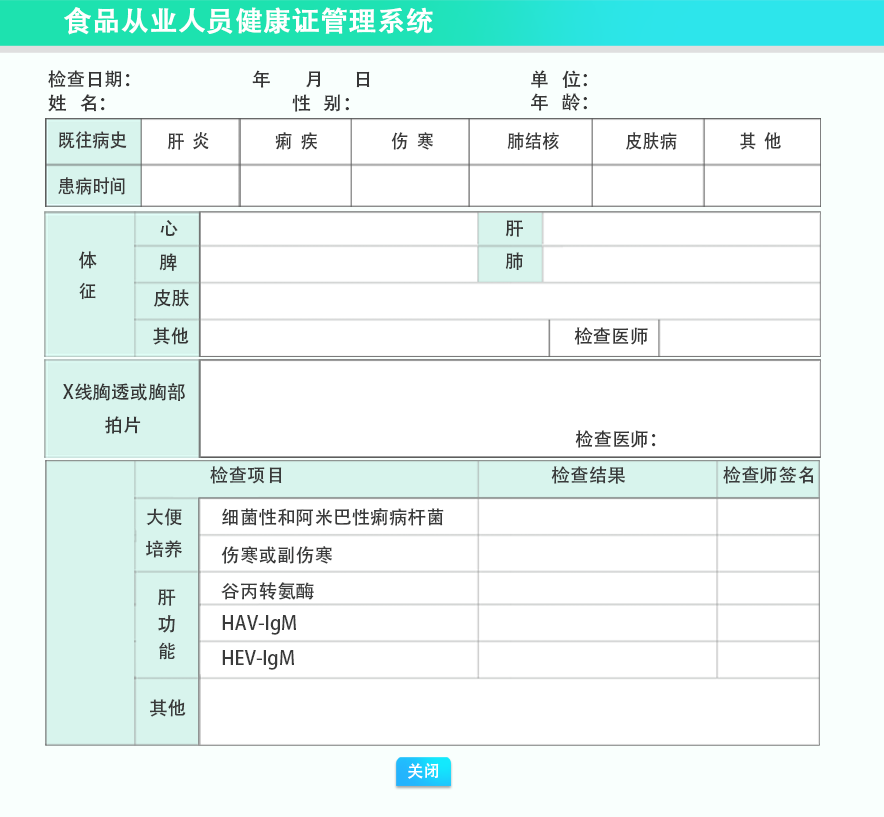 食品从业人员健康证管理系统
检查日期： 年 月 日 单 位：
姓 名： 性 别： 年 龄：
既往病史 肝 炎 痢 疾 伤 寒 肺结核 皮肤病 其 他
患病时间
体征
心 肝
脾 肺
皮肤
其他 检查医师
X线胸透或胸部
拍片
检查医师：
检查项目 检查结果 检查师签名
大便
培养
细菌性和阿米巴性痢病杆菌
伤寒或副伤寒
肝
功
能
谷丙转氨酶
HAV-IgM
HEV-IgM
其他
关闭